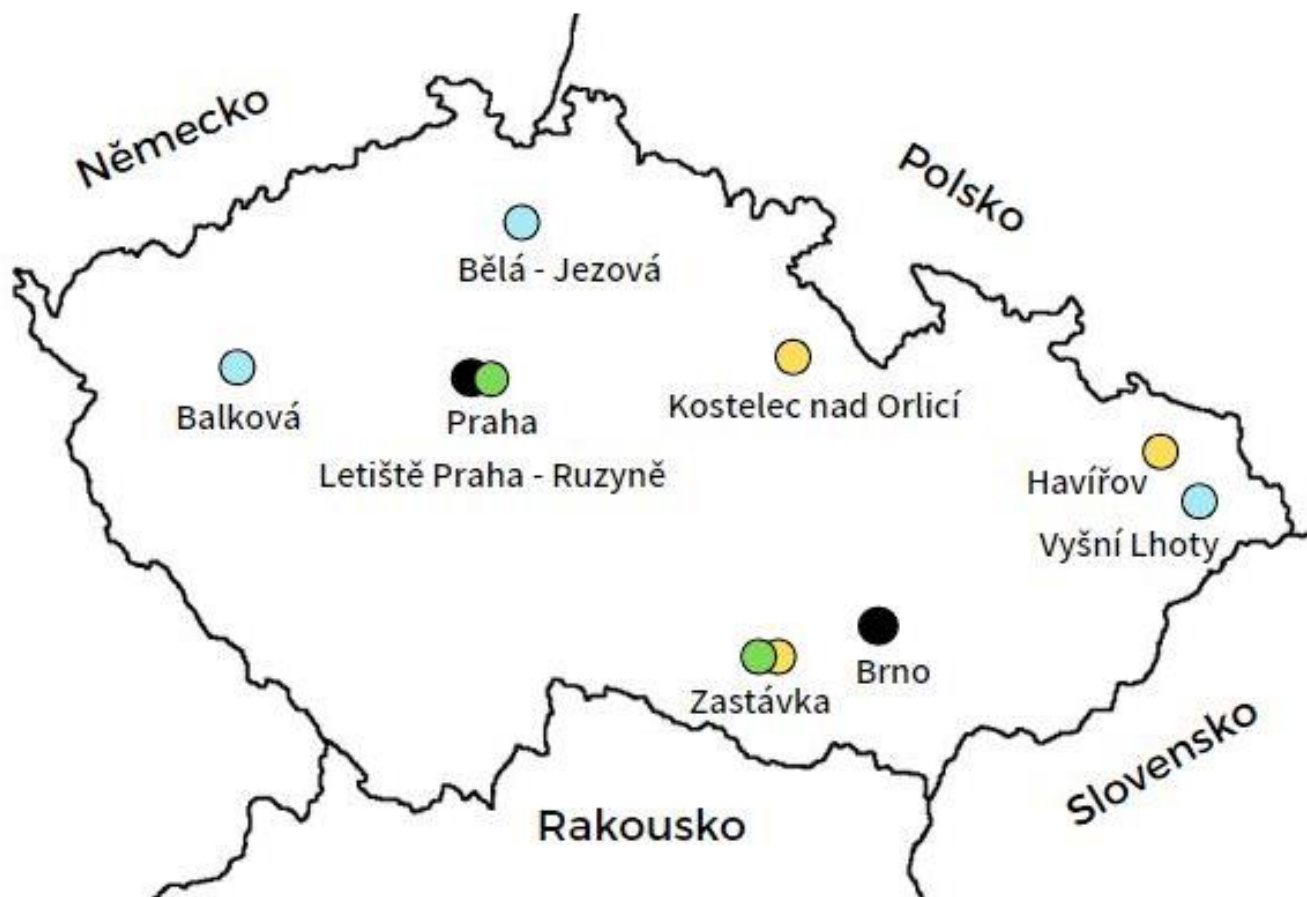 Německo
Polsko
Bělá - Jezová
Balková
Praha
Letiště Praha - Ruzyně
Kostelec nad Orlicí
Havířov
Vyšní Lhoty
Zastávka
Brno
Rakousko
Slovensko